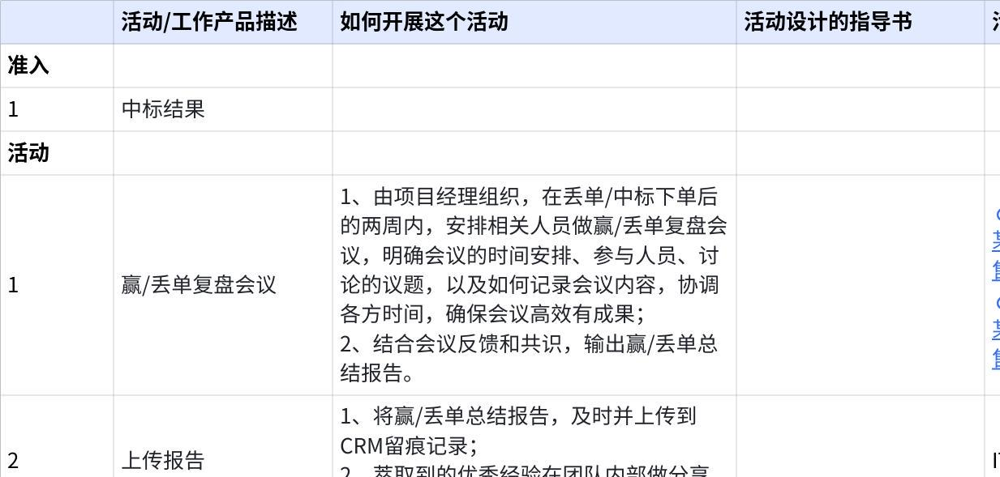 活动/工作产品描述 如何开展这个活动 活动设计的指导书
准入
1 中标结果
活动
1 赢/丢单复盘会议
1、由项目经理组织，在丢单/中标下单后
的两周内，安排相关人员做赢/丢单复盘会
议，明确会议的时间安排、参与人员、讨
论的议题，以及如何记录会议内容，协调
各方时间，确保会议高效有成果；
2、结合会议反馈和共识，输出赢/丢单总
结报告。
2 上传报告
1、将赢/丢单总结报告，及时并上传到
CRM留痕记录；
2、萃取到的优秀经验在团队内部做分享